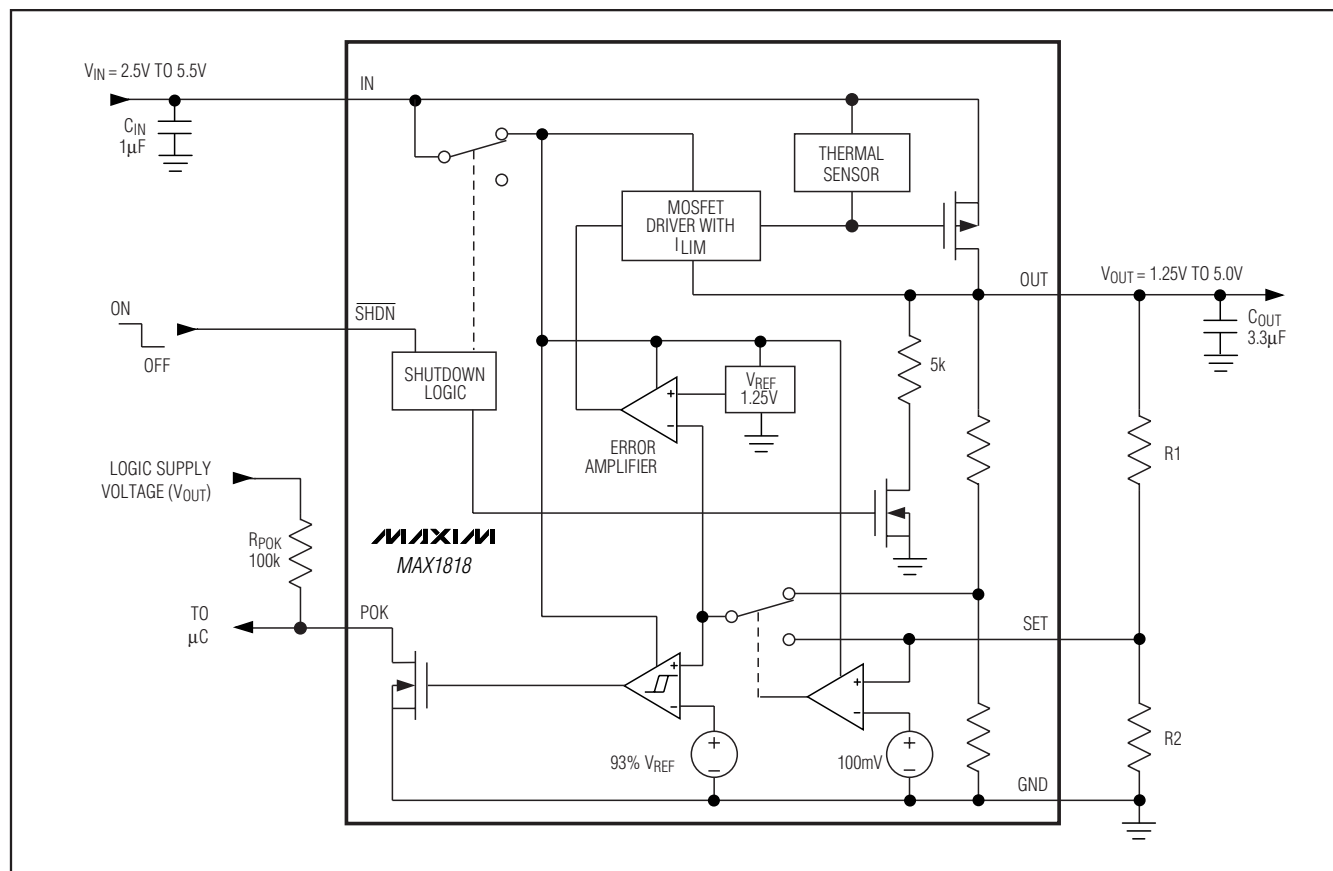 V_IN = 2.5V TO 5.5V
IN
C_IN
1μF
THERMAL
SENSOR
MOSFET
DRIVER WITH
I_LIM
OUT
V_OUT = 1.25V TO 5.0V
C_OUT
3.3μF
ON
OFF
SHDN
SHUTDOWN
LOGIC
V_REF
1.25V
+
−
ERROR
AMPLIFIER
5k
R1
LOGIC SUPPLY
VOLTAGE (V_OUT)
R_POK
100k
MAXIM
MAX1818
TO
μC
POK
SET
+
−
+
−
93% V_REF
+
−
100mV
+
−
R2
GND